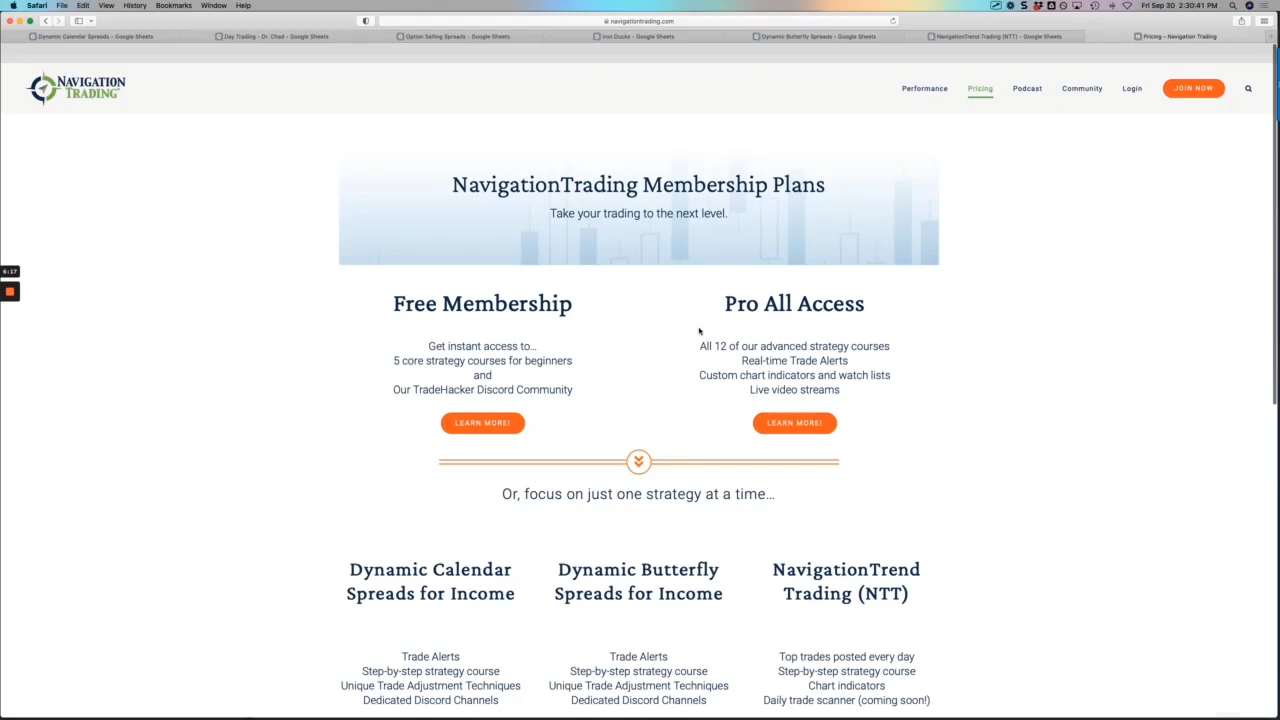 Safari File Edit View History Bookmarks Window Help
Fri Sep 30 2:30:41 PM
navigationtrading.com
Dynamic Calendar Spreads - Google Sheets
Day Trading - Dr. Chad - Google Sheets
Option Selling Spreads - Google Sheets
Iron Ducks - Google Sheets
Dynamic Butterfly Spreads - Google Sheets
NavigationTrend Trading (NTT) - Google Sheets
Pricing - Navigation Trading
NAVIGATION
TRADING
Performance
Pricing
Podcast
Community
Login
JOIN NOW
NavigationTrading Membership Plans
Take your trading to the next level.
6:17
Free Membership
Get instant access to...
5 core strategy courses for beginners
and
Our TradeHacker Discord Community
LEARN MORE!
Pro All Access
All 12 of our advanced strategy courses
Real-time Trade Alerts
Custom chart indicators and watch lists
Live video streams
LEARN MORE!
Or, focus on just one strategy at a time...
Dynamic Calendar
Spreads for Income
Trade Alerts
Step-by-step strategy course
Unique Trade Adjustment Techniques
Dedicated Discord Channels
Dynamic Butterfly
Spreads for Income
Trade Alerts
Step-by-step strategy course
Unique Trade Adjustment Techniques
Dedicated Discord Channels
NavigationTrend
Trading (NTT)
Top trades posted every day
Step-by-step strategy course
Chart indicators
Daily trade scanner (coming soon!)